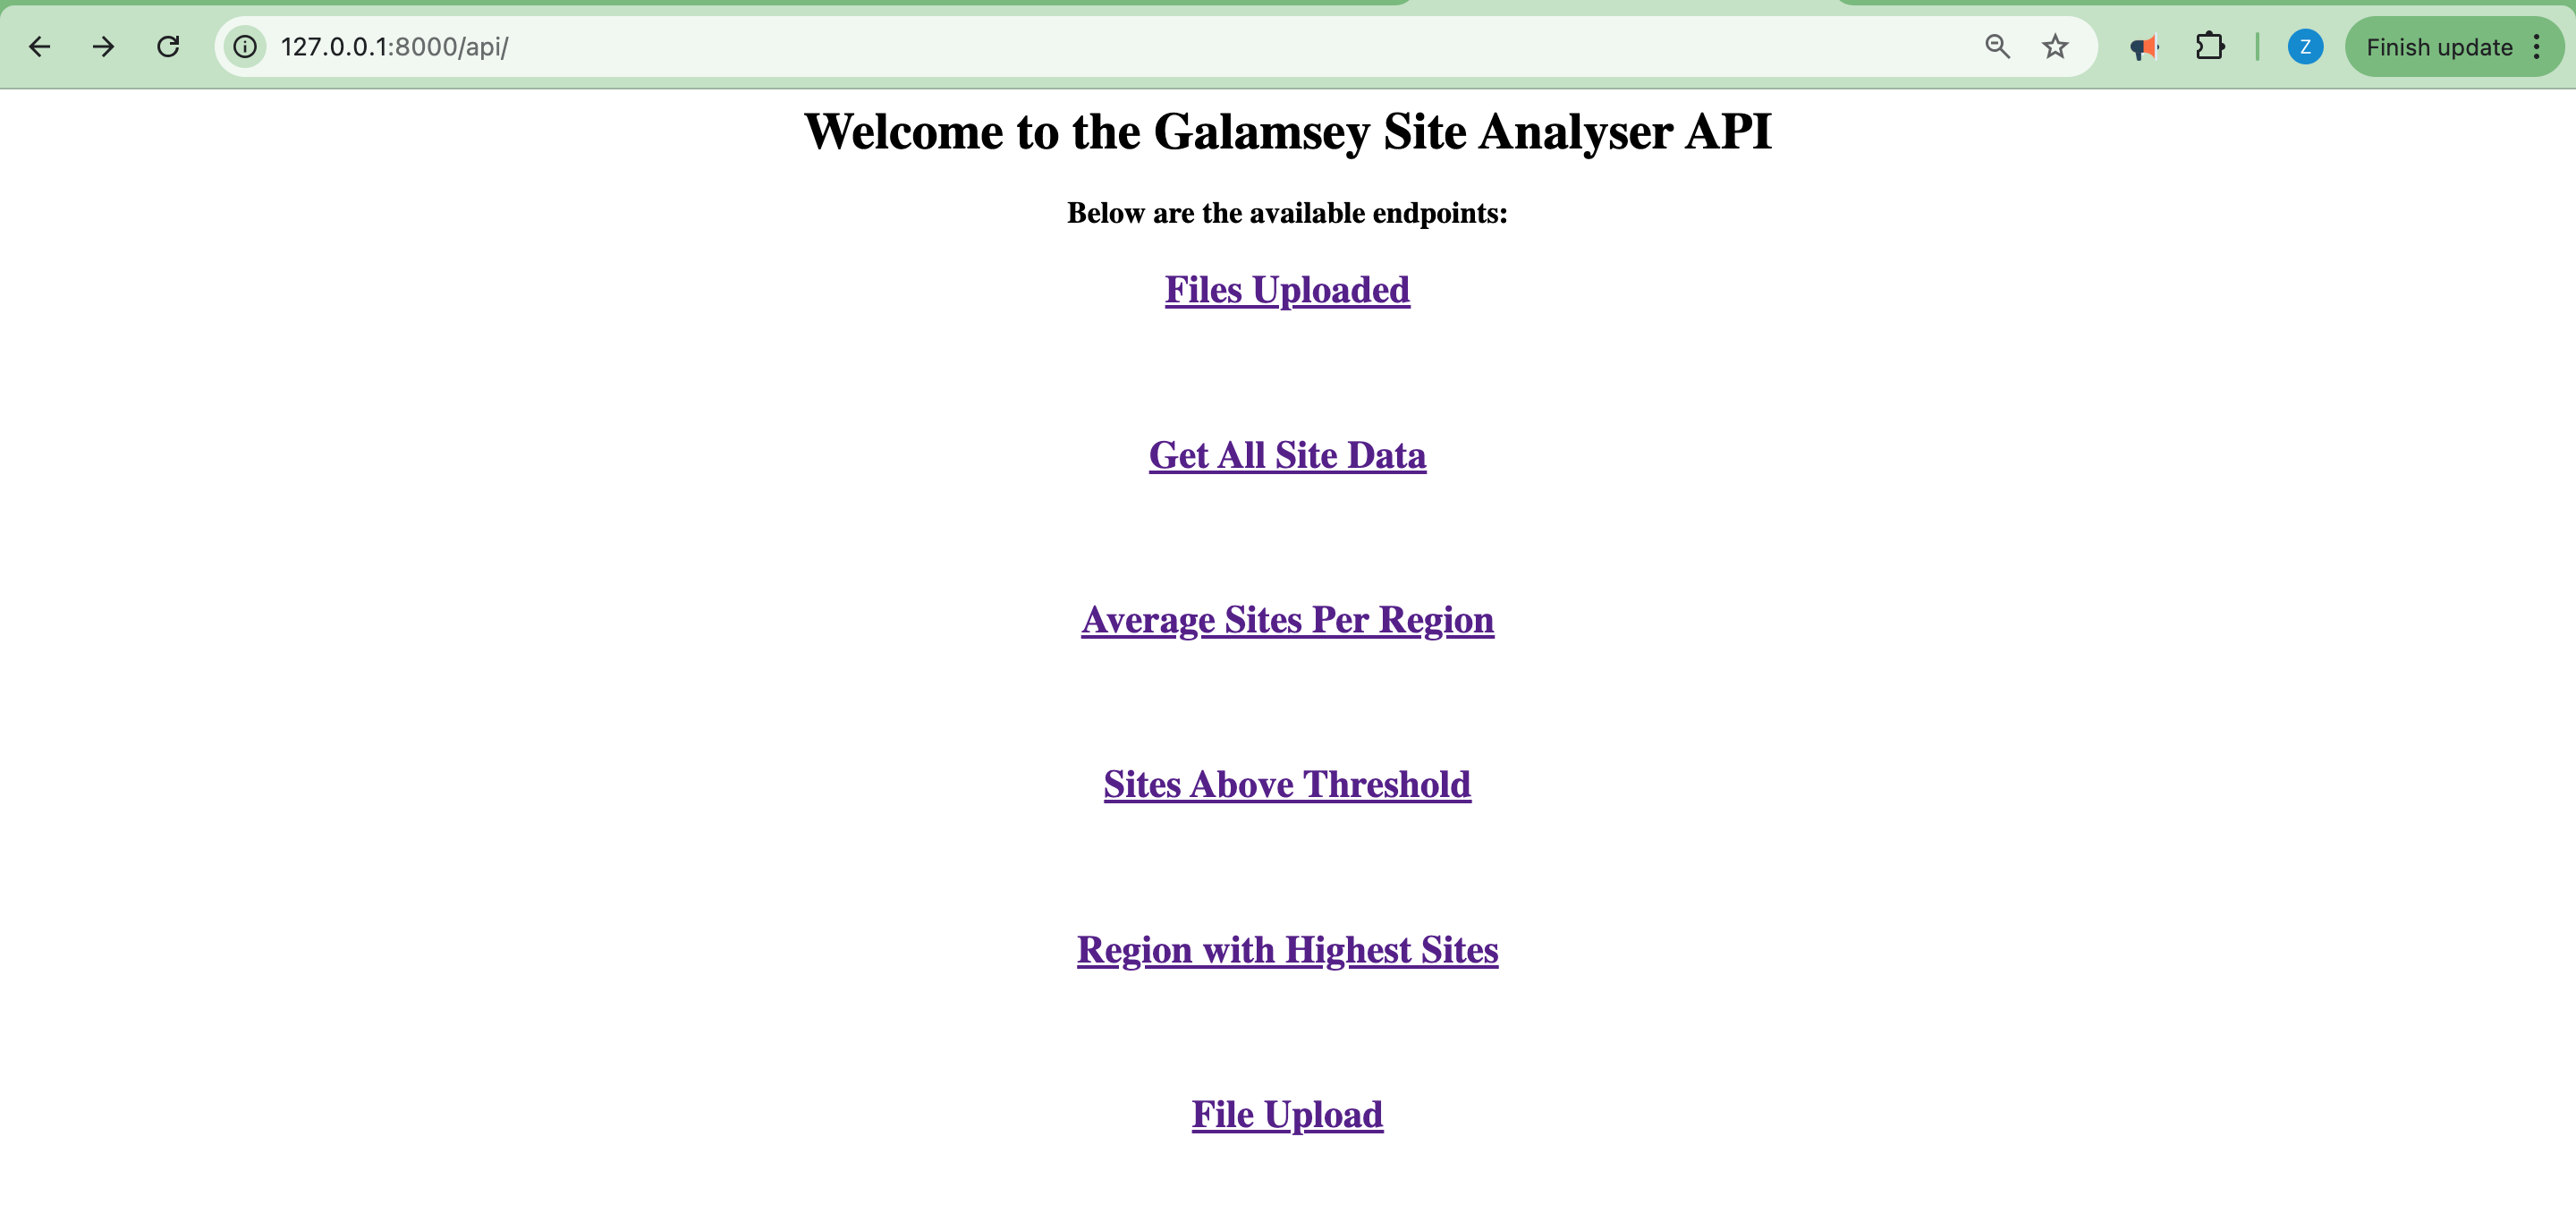 127.0.0.1:8000/api/
Z
Finish update
Welcome to the Galamsey Site Analyser API
Below are the available endpoints:
Files Uploaded
Get All Site Data
Average Sites Per Region
Sites Above Threshold
Region with Highest Sites
File Upload